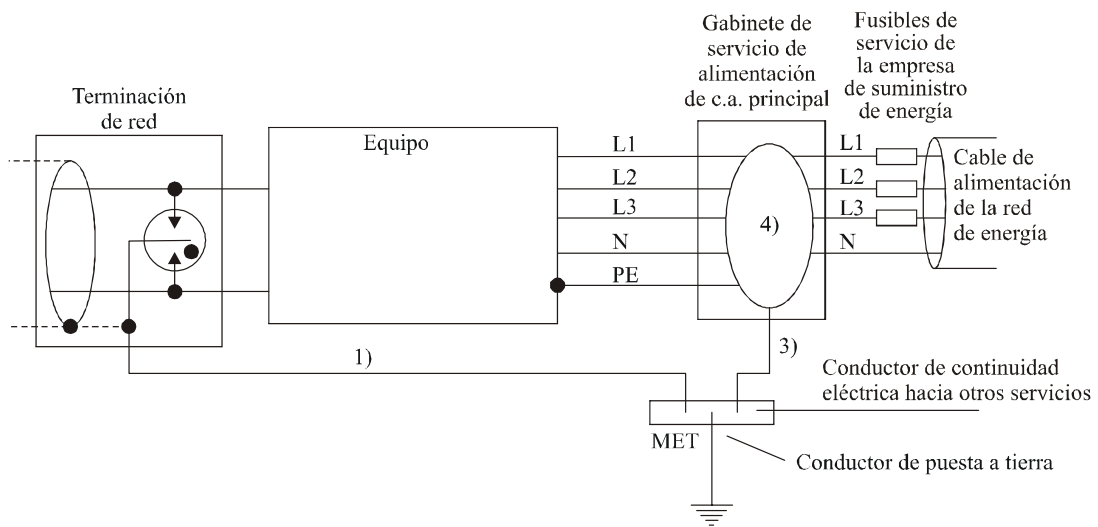 Gabinete de
servicio de
alimentación
de c.a. principal
Fusibles de
servicio de
la empresa
de suministro
de energía
Terminación
de red
Equipo
L1
L2
L3
N
PE
4)
L1
L2
L3
N
Cable de
alimentación
de la red
de energía
1)
3)
Conductor de continuidad
eléctrica hacia otros servicios
MET
Conductor de puesta a tierra